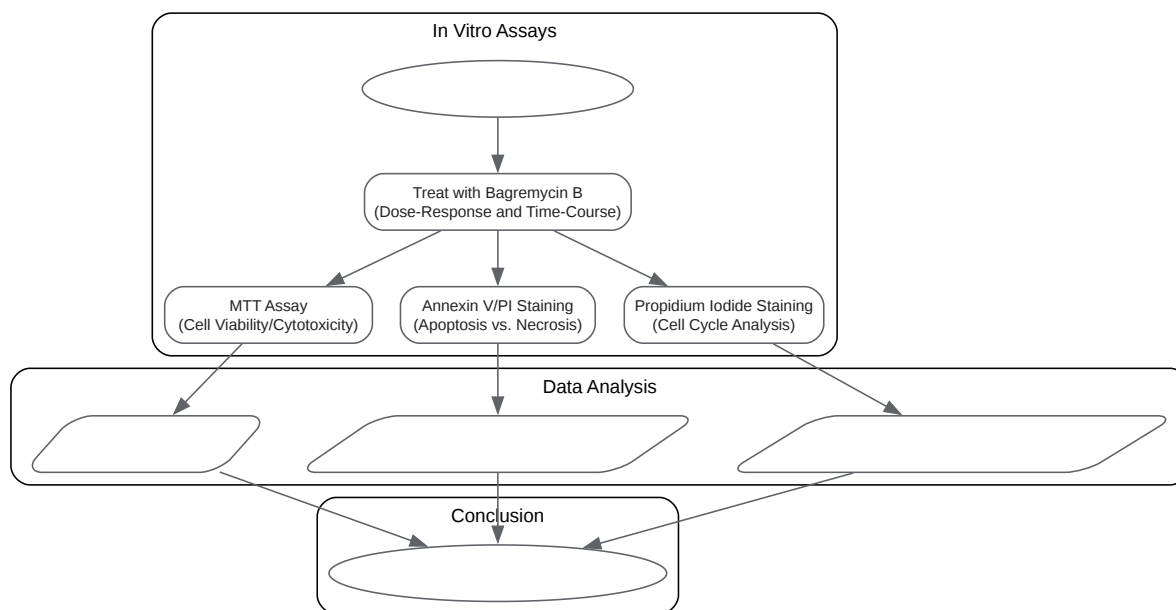 In Vitro Assays
Treat with Bagremycin B
(Dose-Response and Time-Course)
MTT Assay
(Cell Viability/Cytotoxicity)
Annexin V/PI Staining
(Apoptosis vs. Necrosis)
Propidium Iodide Staining
(Cell Cycle Analysis)
Data Analysis
Conclusion